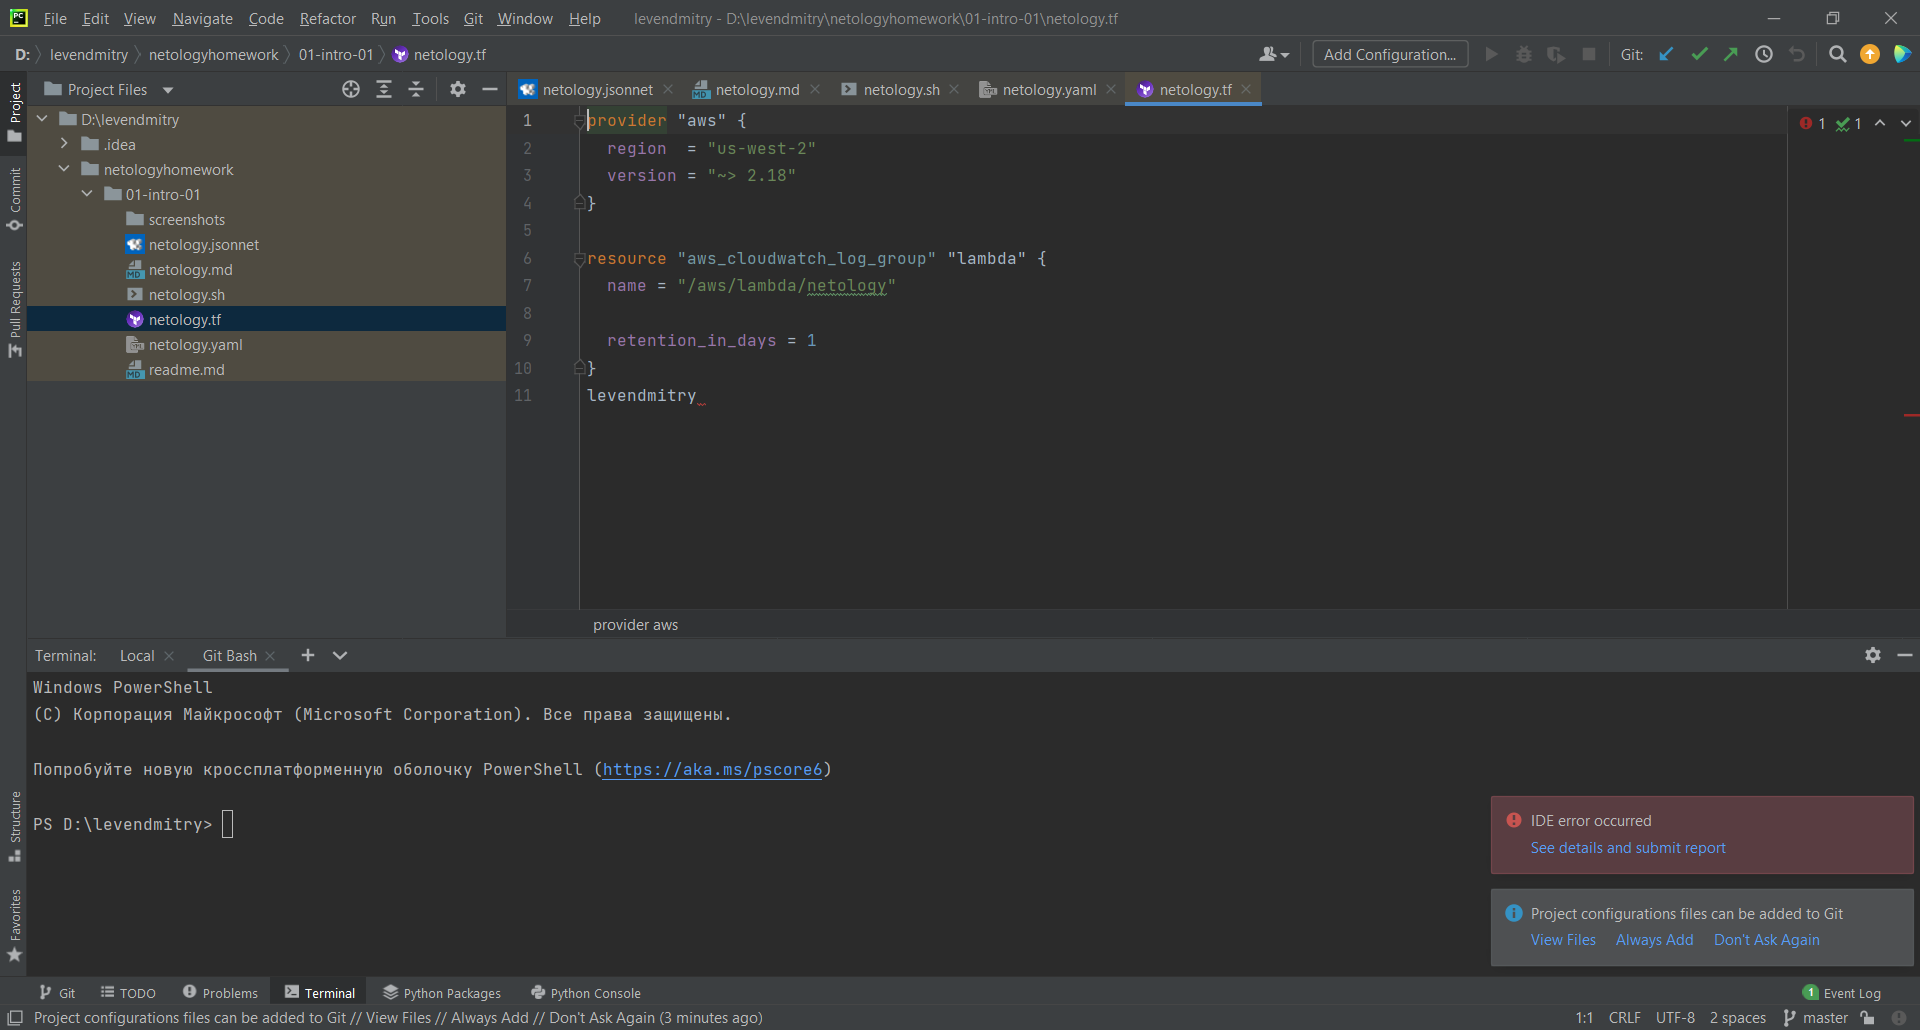 PC File Edit View Navigate Code Refactor Run Tools Git Window Help levendmitry - D:\levendmitry\netologyhomework\01-intro-01\netology.tf
D: levendmitry netologyhomework 01-intro-01 netology.tf Add Configuration... Git:
Project Files
netology.jsonnet netology.md netology.sh netology.yaml netology.tf
Project
Commit
Pull Requests
Structure
Favorites
D:\levendmitry
.idea
netologyhomework
01-intro-01
screenshots
netology.jsonnet
MD netology.md
netology.sh
netology.tf
netology.yaml
MD readme.md
1 provider "aws" {
2 region  = "us-west-2"
3 version = "~> 2.18"
4 }
5
6 resource "aws_cloudwatch_log_group" "lambda" {
7 name = "/aws/lambda/netology"
8
9 retention_in_days = 1
10 }
11 levendmitry
1 1
provider aws
Terminal: Local Git Bash
Windows PowerShell
(C) Корпорация Майкрософт (Microsoft Corporation). Все права защищены.
Попробуйте новую кроссплатформенную оболочку PowerShell (https://aka.ms/pscore6)
PS D:\levendmitry>
IDE error occurred
See details and submit report
Project configurations files can be added to Git
View Files Always Add Don't Ask Again
Git TODO Problems Terminal Python Packages Python Console 1 Event Log
Project configurations files can be added to Git // View Files // Always Add // Don't Ask Again (3 minutes ago) 1:1 CRLF UTF-8 2 spaces master